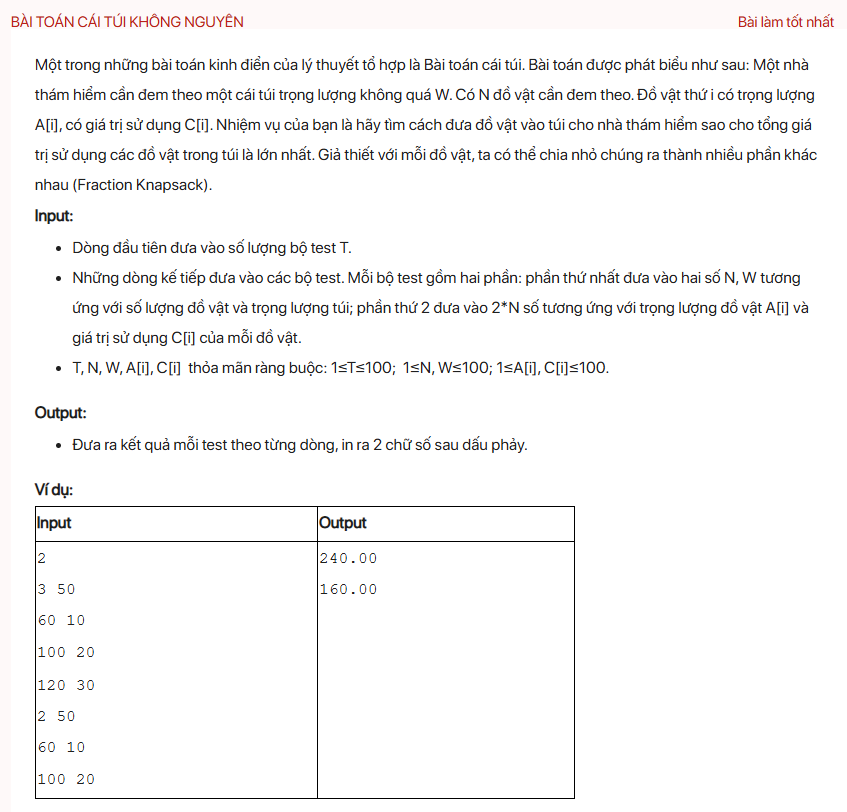 BÀI TOÁN CÁI TÚI KHÔNG NGUYÊN
Bài làm tốt nhất
Một trong những bài toán kinh điển của lý thuyết tổ hợp là Bài toán cái túi. Bài toán được phát biểu như sau: Một nhà
thám hiểm cần đem theo một cái túi trọng lượng không quá W. Có N đồ vật cần đem theo. Đồ vật thứ i có trọng lượng
A[i], có giá trị sử dụng C[i]. Nhiệm vụ của bạn là hãy tìm cách đưa đồ vật vào túi cho nhà thám hiểm sao cho tổng giá
trị sử dụng các đồ vật trong túi là lớn nhất. Giả thiết với mỗi đồ vật, ta có thể chia nhỏ chúng ra thành nhiều phần khác
nhau (Fraction Knapsack).
Input:
• Dòng đầu tiên đưa vào số lượng bộ test T.
• Những dòng kế tiếp đưa vào các bộ test. Mỗi bộ test gồm hai phần: phần thứ nhất đưa vào hai số N, W tương
ứng với số lượng đồ vật và trọng lượng túi; phần thứ 2 đưa vào 2*N số tương ứng với trọng lượng đồ vật A[i] và
giá trị sử dụng C[i] của mỗi đồ vật.
• T, N, W, A[i], C[i] thỏa mãn ràng buộc: 1≤T≤100; 1≤N, W≤100; 1≤A[i], C[i]≤100.
Output:
• Đưa ra kết quả mỗi test theo từng dòng, in ra 2 chữ số sau dấu phảy.
Ví dụ:
Input
Output
2
3 50
60 10
100 20
120 30
2 50
60 10
100 20
240.00
160.00